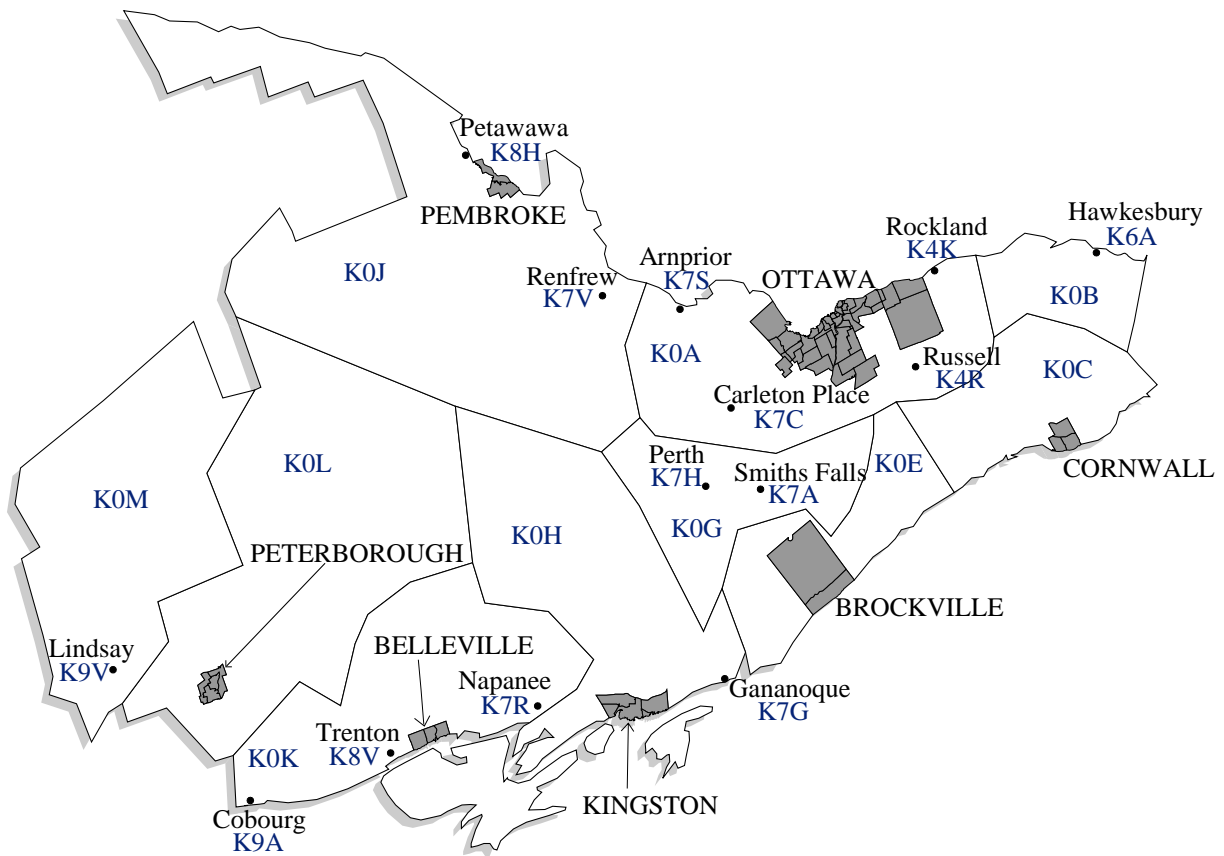 Petawawa
K8H
PEMBROKE
Hawkesbury
K6A
Rockland
K4K
Arnprior
K7S
OTTAWA
Renfrew
K7V
K0J
K0B
K0A
Russell
K4R
K0C
Carleton Place
K7C
K0L
Perth
K7H
Smiths Falls
K7A
K0E
CORNWALL
K0M
K0H
K0G
PETERBOROUGH
BROCKVILLE
Lindsay
K9V
BELLEVILLE
Napanee
K7R
Gananoque
K7G
Trenton
K8V
K0K
KINGSTON
Cobourg
K9A